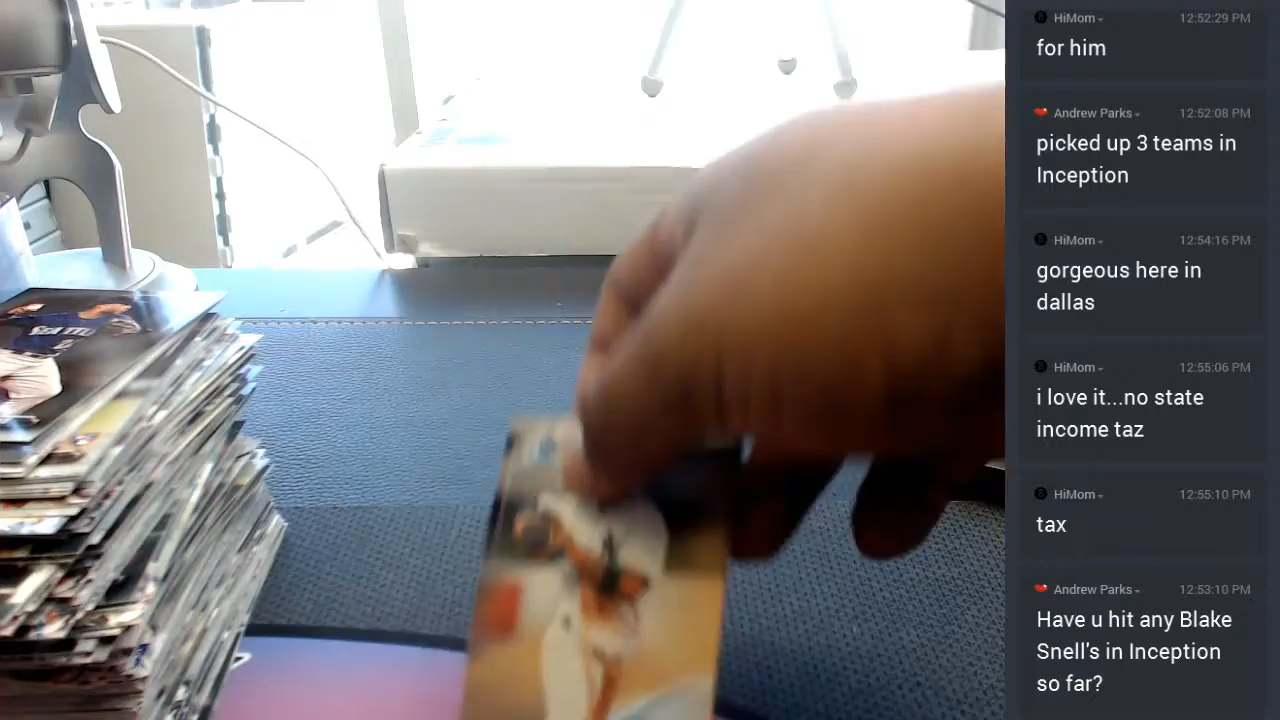 HiMom
12:52:29 PM
for him
Andrew Parks
12:52:08 PM
picked up 3 teams in
Inception
HiMom
12:54:16 PM
gorgeous here in
dallas
HiMom
12:55:06 PM
i love it...no state
income taz
HiMom
12:55:10 PM
tax
Andrew Parks
12:53:10 PM
Have u hit any Blake
Snell's in Inception
so far?